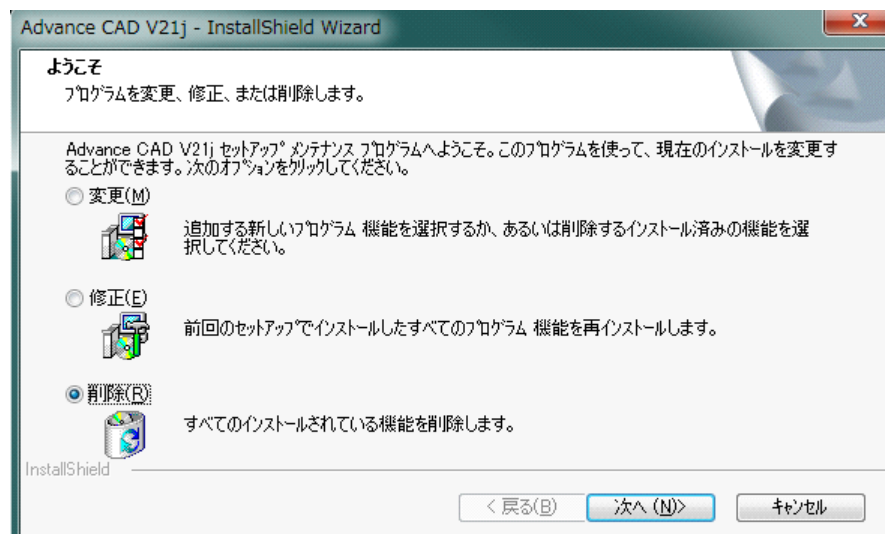 Advance CAD V21j - InstallShield Wizard
ようこそ
プログラムを変更、修正、または削除します。
Advance CAD V21j セットアップ メンテナンス プログラムへようこそ。このプログラムを使って、現在のインストールを変更す
ることができます。次のオプションをクリックしてください。
変更(M)
追加する新しいプログラム 機能を選択するか、あるいは削除するインストール済みの機能を選
択してください。
修正(E)
前回のセットアップでインストールしたすべてのプログラム 機能を再インストールします。
削除(R)
すべてのインストールされている機能を削除します。
InstallShield
< 戻る(B)
次へ (N)>
キャンセル